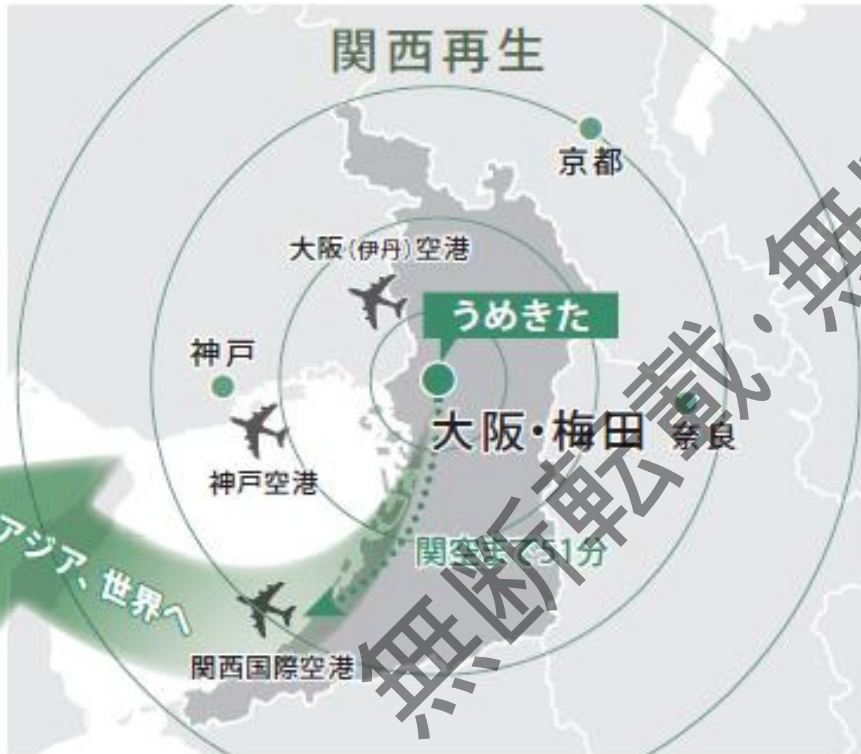 関西再生
京都
大阪(伊丹)空港
うめきた
神戸
大阪・梅田
奈良
神戸空港
関空まで51分
アジア、世界へ
関西国際空港
無断転載・無